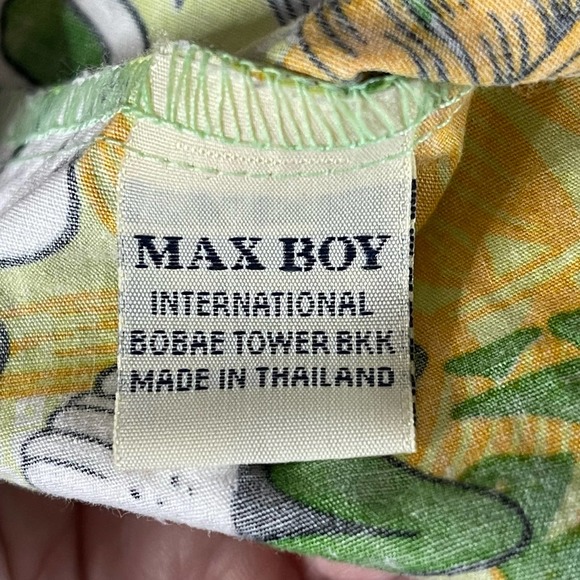 MAX BOY
INTERNATIONAL
BOBAE TOWER BKK
MADE IN THAILAND